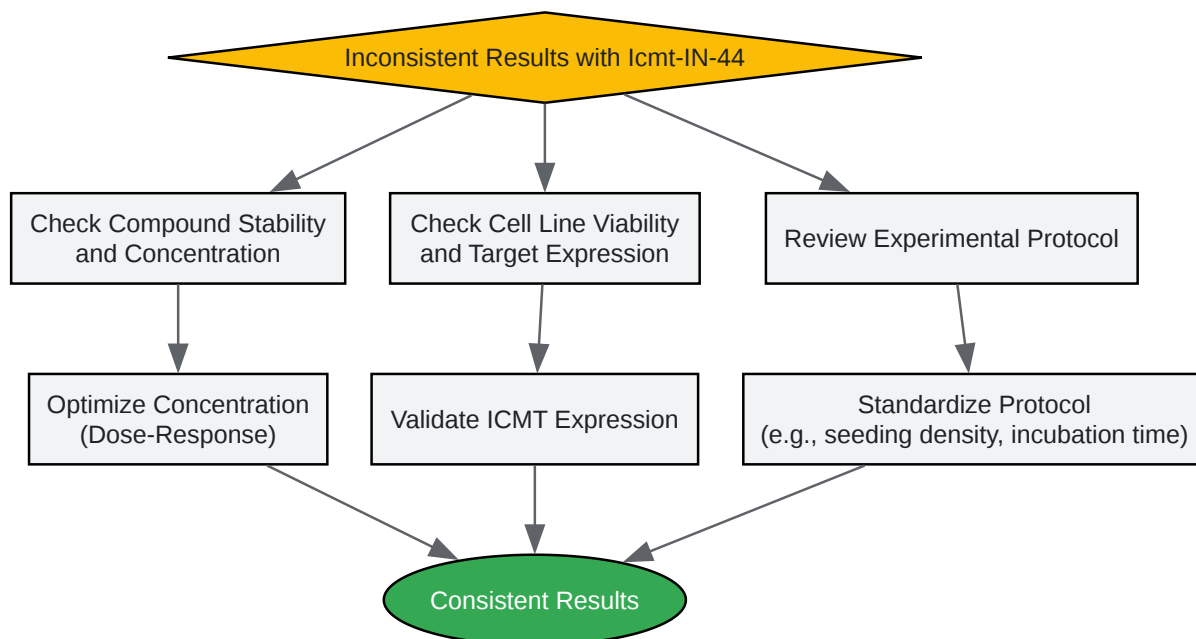 Inconsistent Results with Icmt-IN-44
Check Compound Stability
and Concentration
Check Cell Line Viability
and Target Expression
Review Experimental Protocol
Optimize Concentration
(Dose-Response)
Validate ICMT Expression
Standardize Protocol
(e.g., seeding density, incubation time)
Consistent Results